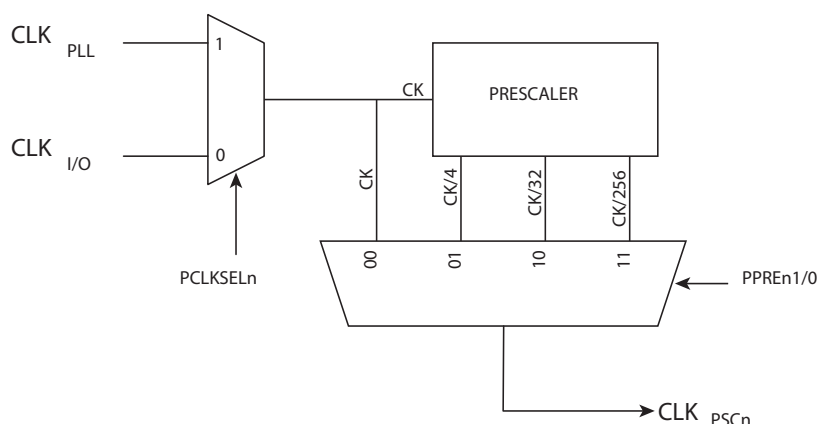 CLK PLL
1
CK
PRESCALER
CLK I/O
0
CK
CK/4
CK/32
CK/256
00
01
10
11
PCLKSELn
PPREn1/0
CLK PSCn